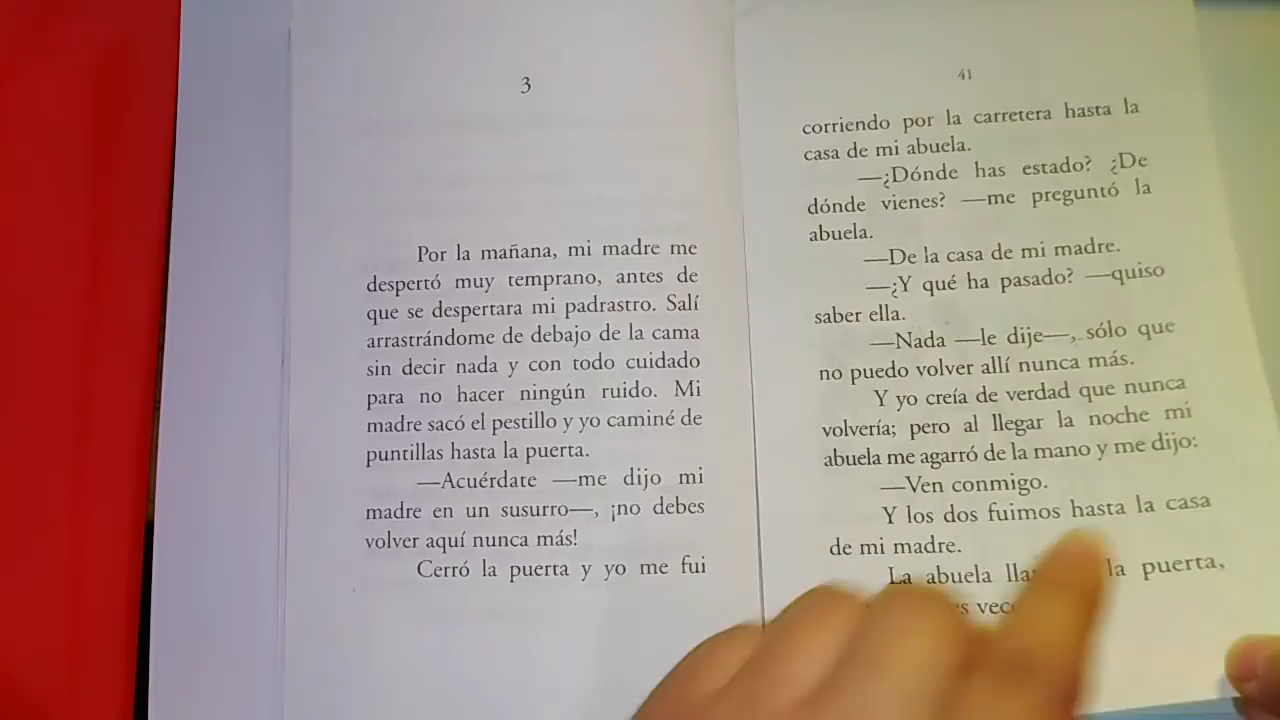 3
Por la mañana, mi madre me
despertó muy temprano, antes de
que se despertara mi padrastro. Salí
arrastrándome de debajo de la cama
sin decir nada y con todo cuidado
para no hacer ningún ruido. Mi
madre sacó el pestillo y yo caminé de
puntillas hasta la puerta.
—Acuérdate —me dijo mi
madre en un susurro—, ¡no debes
volver aquí nunca más!
Cerró la puerta y yo me fui
41
corriendo por la carretera hasta la
casa de mi abuela.
—¿Dónde has estado? ¿De
dónde vienes? —me preguntó la
abuela.
—De la casa de mi madre.
—¿Y qué ha pasado? —quiso
saber ella.
—Nada —le dije—, sólo que
no puedo volver allí nunca más.
Y yo creía de verdad que nunca
volvería; pero al llegar la noche mi
abuela me agarró de la mano y me dijo:
—Ven conmigo.
Y los dos fuimos hasta la casa
de mi madre.
La abuela la puerta,